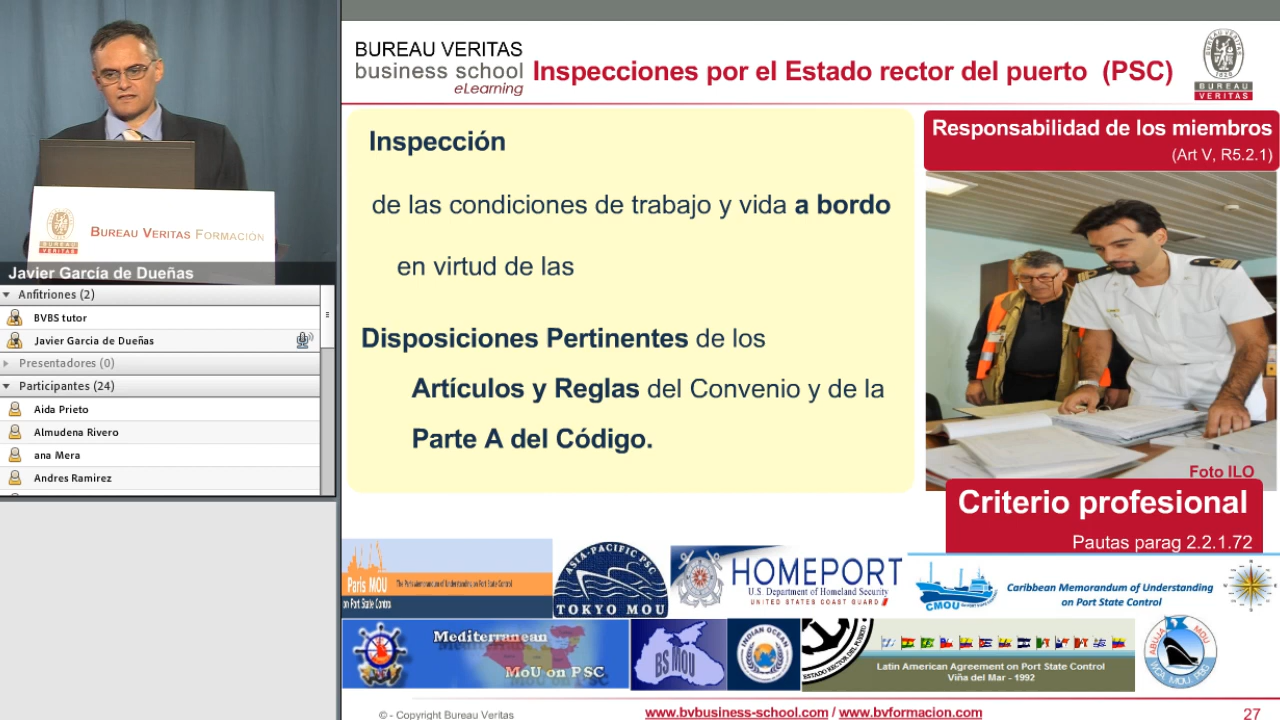 BUREAU VERITAS
business school
eLearning
Inspecciones por el Estado rector del puerto (PSC)
BUREAU
VERITAS
Inspección
de las condiciones de trabajo y vida a bordo
en virtud de las
Disposiciones Pertinentes de los
Artículos y Reglas del Convenio y de la
Parte A del Código.
Responsabilidad de los miembros
(Art V, R5.2.1)
Foto ILO
Criterio profesional
Pautas parag 2.2.1.72
BUREAU VERITAS FORMACIÓN
Javier García de Dueñas
Anfitriones (2)
BVBS tutor
Javier Garcia de Dueñas
Presentadores (0)
Participantes (24)
Aida Prieto
Almudena Rivero
ana Mera
Andres Ramirez
Paris MOU
on Port State Control
ASIA-PACIFIC PSC
TOKYO MOU
HOMEPORT
U.S. Department of Homeland Security
UNITED STATES COAST GUARD
CMOU
Caribbean Memorandum of Understanding
on Port State Control
Mediterranean
MoU on PSC
BS MOU
INDIAN OCEAN
ESTADO RECTOR DEL PUERTO
Latin American Agreement on Port State Control
Viña del Mar - 1992
ABUJA MOU
© - Copyright Bureau Veritas
www.bvbusiness-school.com / www.bvformacion.com
27